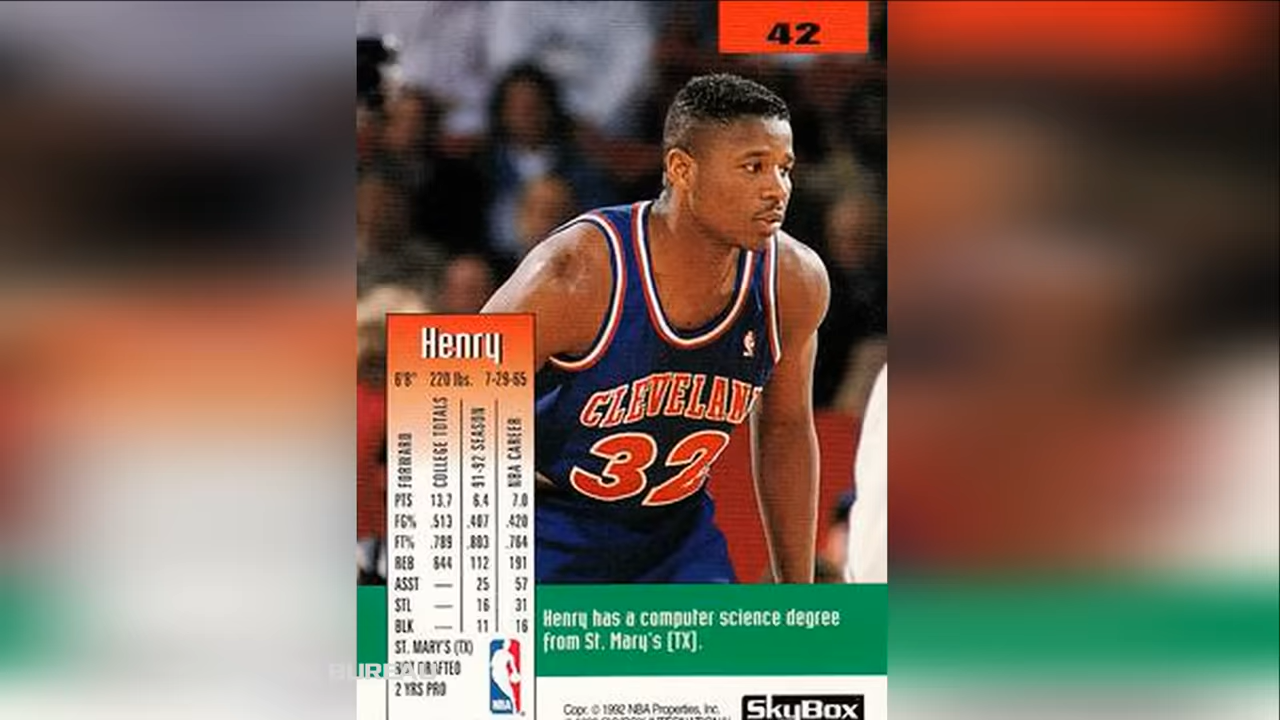 42
Henry
6'8" 220 lbs. 7-29-65
FORWARD COLLEGE TOTALS 91-92 SEASON NBA CAREER
PTS 13.7 6.4 7.0
FG% .513 .407 .420
FT% .789 .803 .764
REB 644 112 191
ASST — 25 57
STL — 16 31
BLK — 11 16
ST. MARY'S (TX)
NOT DRAFTED
2 YRS PRO
NBA
CLEVELAN
32
Henry has a computer science degree
from St. Mary's (TX).
BUREAU
Copr. © 1992 NBA Properties, Inc.
SkyBox